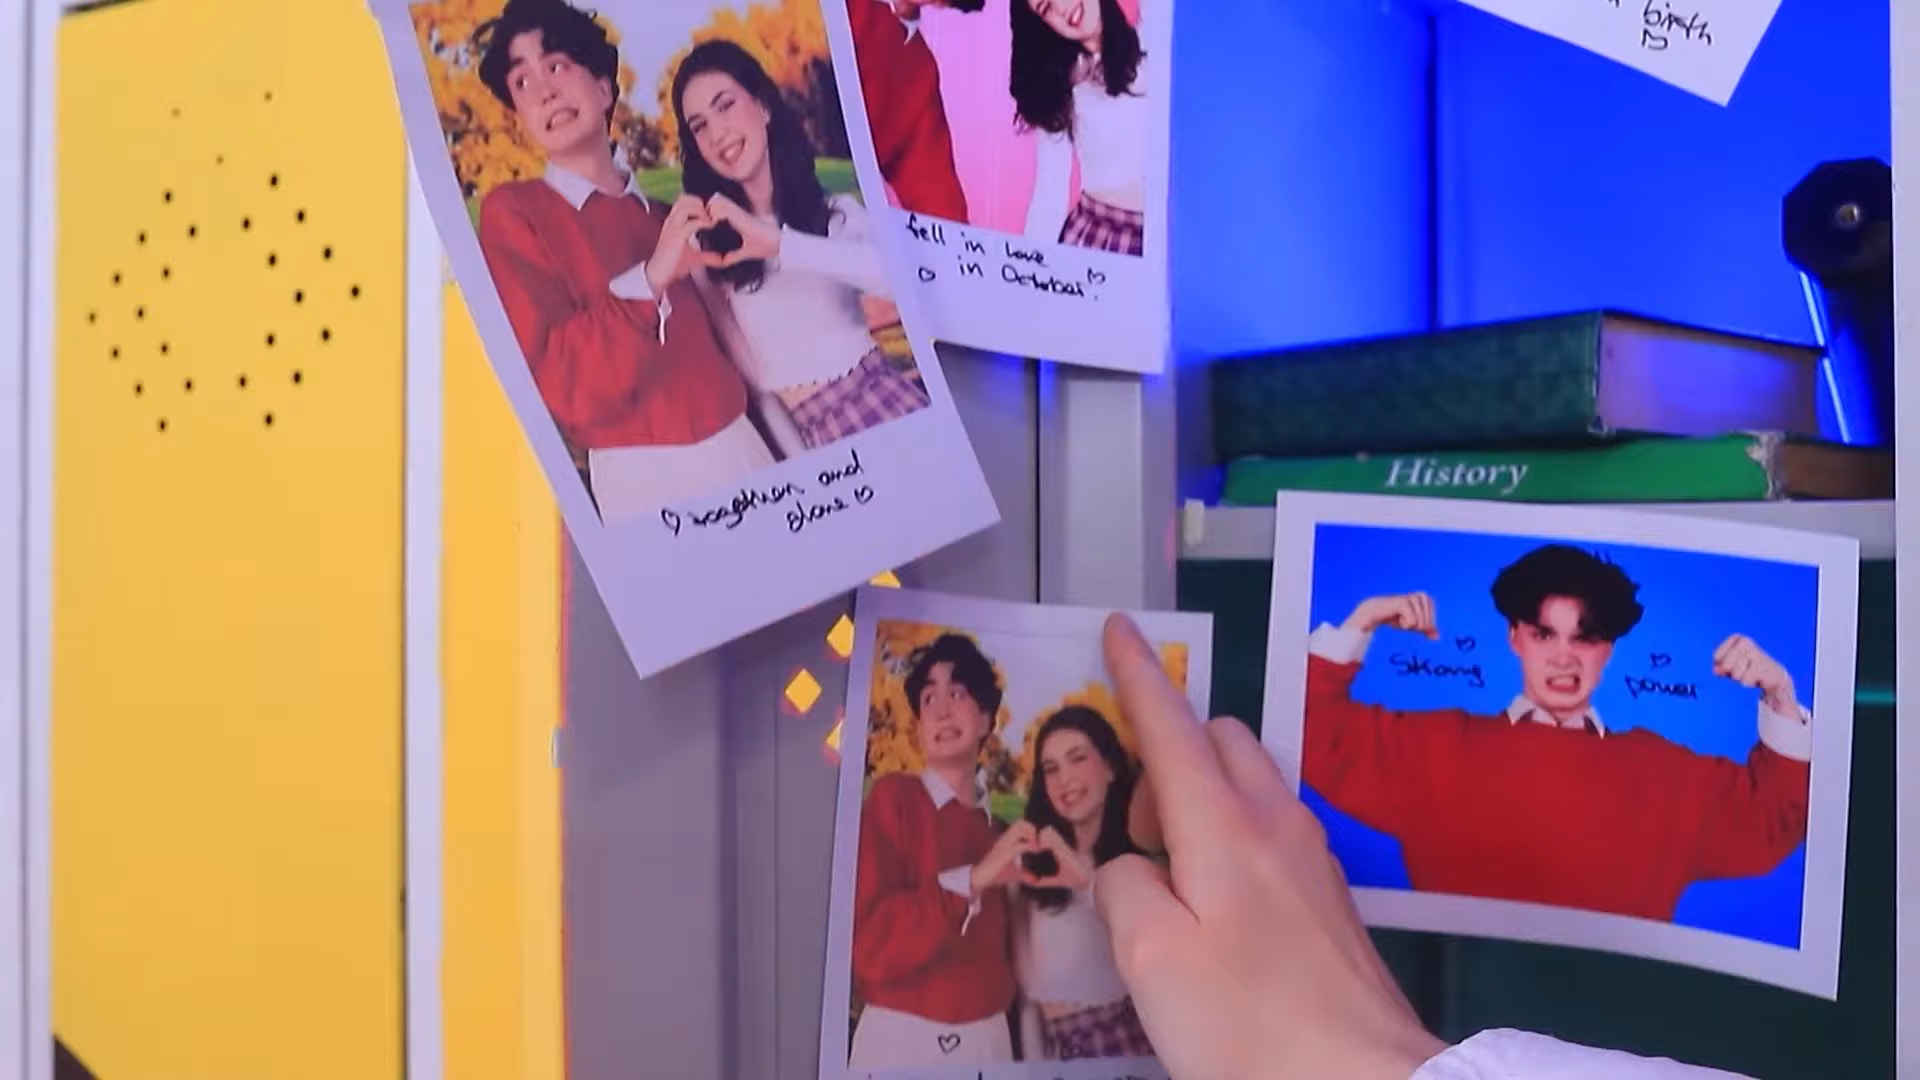 birth
fell in love
in October.
together and
alone
History
Strong
power